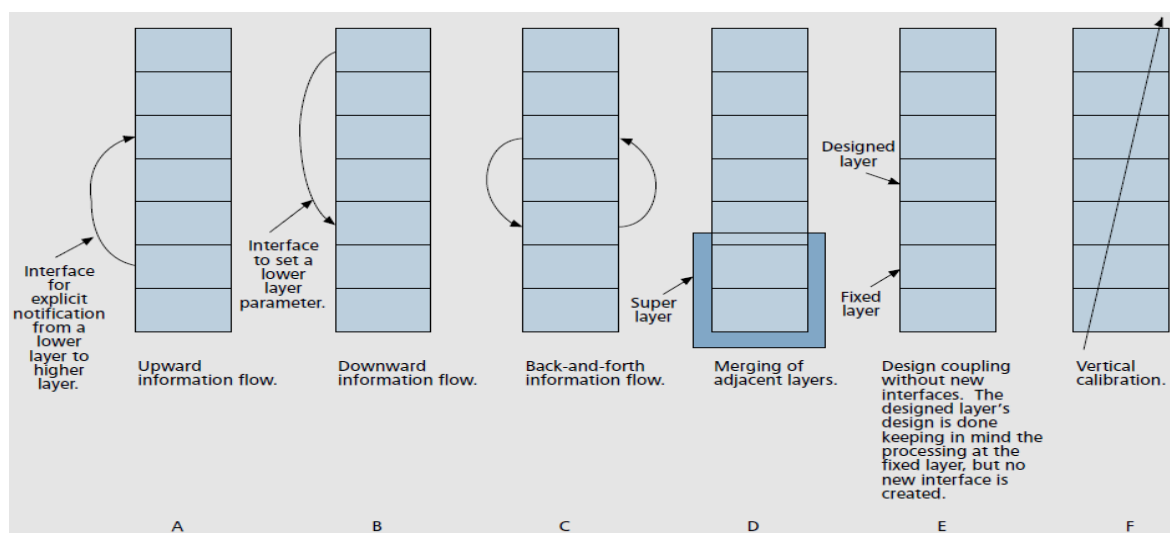 Interface
for
explicit
notification
from a
lower
layer to
higher
layer.
Upward
information flow.
Interface
to set a
lower
layer
parameter.
Downward
information flow.
Back-and-forth
information flow.
Super
layer
Merging of
adjacent layers.
Designed
layer
Fixed
layer
Design coupling
without new
interfaces. The
designed layer's
design is done
keeping in mind the
processing at the
fixed layer, but no
new interface is
created.
Vertical
calibration.
A
B
C
D
E
F